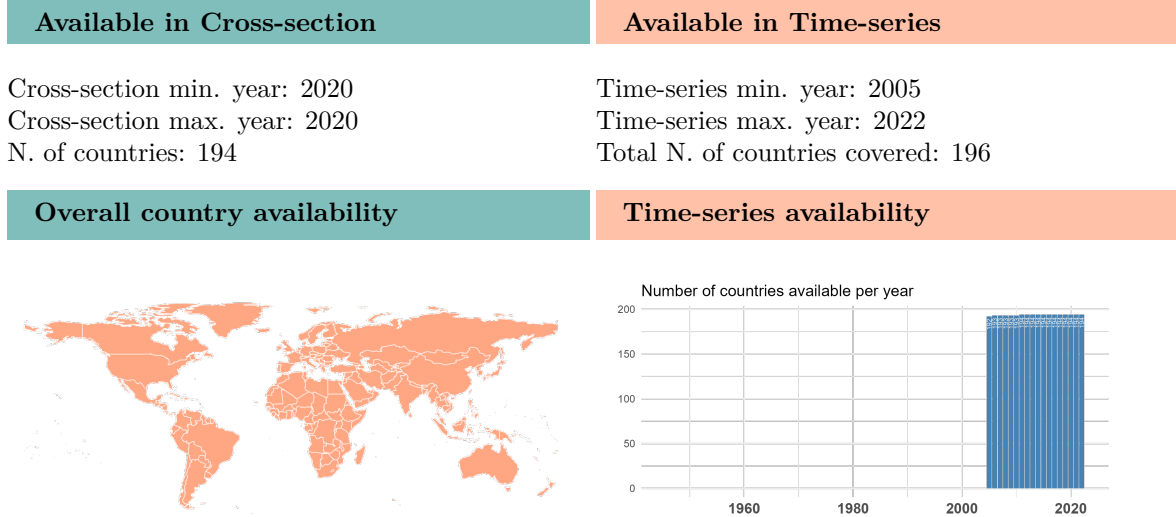 Available in Cross-section
Available in Time-series
Cross-section min. year: 2020
Cross-section max. year: 2020
N. of countries: 194
Time-series min. year: 2005
Time-series max. year: 2022
Total N. of countries covered: 196
Overall country availability
Time-series availability
Number of countries available per year
200
150
100
50
0
1960
1980
2000
2020